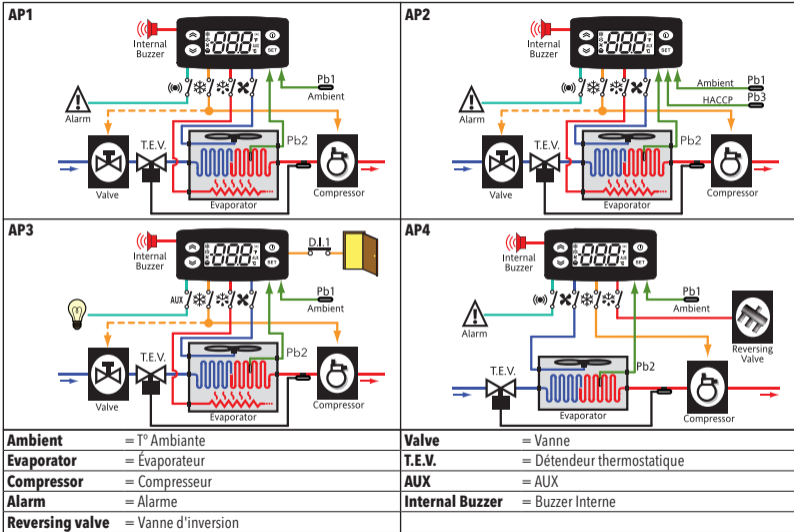 AP1
Internal
Buzzer
SET
Pb1
Ambient
Alarm
T.E.V.
Pb2
Valve
Evaporator
Compressor
AP2
Internal
Buzzer
SET
Ambient Pb1
HACCP Pb3
Alarm
T.E.V.
Pb2
Valve
Evaporator
Compressor
AP3
Internal
Buzzer
SET
D.I.1
AUX
Pb1
Ambient
T.E.V.
Pb2
Valve
Evaporator
Compressor
AP4
Internal
Buzzer
SET
Pb1
Ambient
Alarm
Reversing
Valve
T.E.V.
Pb2
Evaporator
Compressor
Ambient = T° Ambiante
Valve = Vanne
Evaporator = Évaporateur
T.E.V. = Détendeur thermostatique
Compressor = Compresseur
AUX = AUX
Alarm = Alarme
Internal Buzzer = Buzzer Interne
Reversing valve = Vanne d'inversion